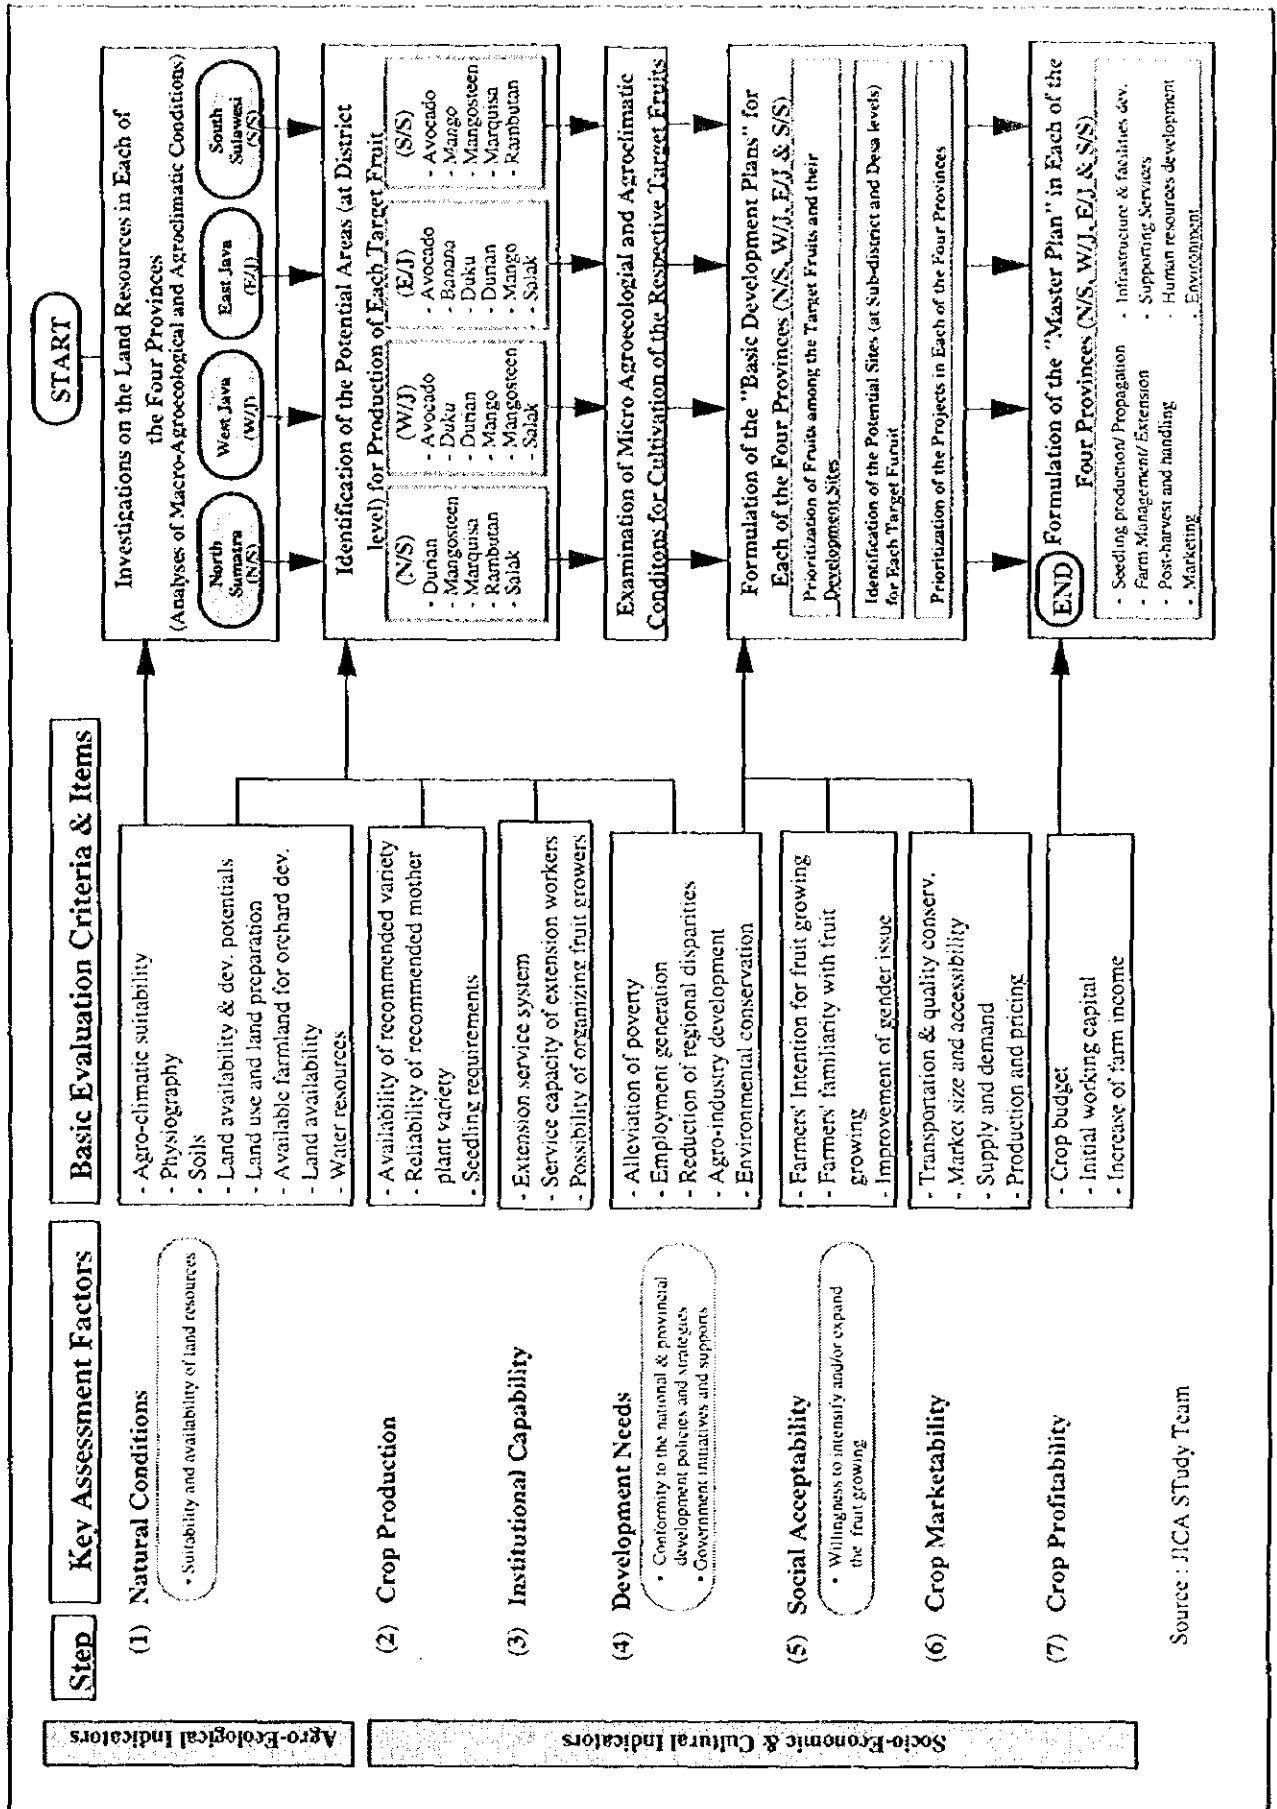 Step
Key Assessment Factors
Basic Evaluation Criteria & Items
Agro-Ecological Indicators
Socio-Economic & Cultural Indicators
(1) Natural Conditions
• Suitability and availability of land resources
- Agro-climatic suitability
- Physiography
- Soils
- Land availability & dev. potentials
- Land use and land preparation
- Available farmland for orchard dev.
- Land availability
- Water resources
(2) Crop Production
- Availability of recommended variety
- Reliability of recommended mother
plant variety
- Seedling requirements
(3) Institutional Capability
- Extension service system
- Service capacity of extension workers
- Possibility of organizing fruit growers
(4) Development Needs
• Conformity to the national & provincial
development policies and strategies
• Government initiatives and supports
- Alleviation of poverty
- Employment generation
- Reduction of regional disparities
- Agro-industry development
- Environmental conservation
(5) Social Acceptability
• Willingness to intensify and/or expand
the fruit growing
- Farmers' Intention for fruit growing
- Farmers' familiarity with fruit
growing
- Improvement of gender issue
(6) Crop Marketability
- Transportation & quality conserv.
- Market size and accessibility
- Supply and demand
- Production and pricing
(7) Crop Profitability
- Crop budget
- Initial working capital
- Increase of farm income
START
Investigations on the Land Resources in Each of
the Four Provinces
(Analyses of Macro-Agroecological and Agroclimatic Conditions)
North
Sumatra
(N/S)
West Java
(W/J)
East Java
(E/J)
South
Sulawesi
(S/S)
Identification of the Potential Areas (at District
level) for Production of Each Target Fruit
(N/S)
- Durian
- Mangosteen
- Marquisa
- Rambutan
- Salak
(W/J)
- Avocado
- Duku
- Durian
- Mango
- Mangosteen
- Salak
(E/J)
- Avocado
- Banana
- Duku
- Durian
- Mango
- Salak
(S/S)
- Avocado
- Mango
- Mangosteen
- Marquisa
- Rambutan
Examination of Micro Agroecological and Agroclimatic
Conditons for Cultivation of the Respective Target Fruits
Formulation of the "Basic Development Plans" for
Each of the Four Provinces (N/S, W/J, E/J & S/S)
Prioritization of Fruits among the Target Fruits and their
Development Sites
Identification of the Potential Sites (at Sub-district and Desa levels)
for Each Target Furuit
Prioritization of the Projects in Each of the Four Provinces
END
Formulation of the "Master Plan" in Each of the
Four Provinces (N/S, W/J, E/J & S/S)
- Seedling production/ Propagation
- Farm Management/ Extension
- Post-harvest and handling
- Marketing
- Infrastructure & facilities dev.
- Supporting Services
- Human resources development
- Environment
Source : JICA STudy Team